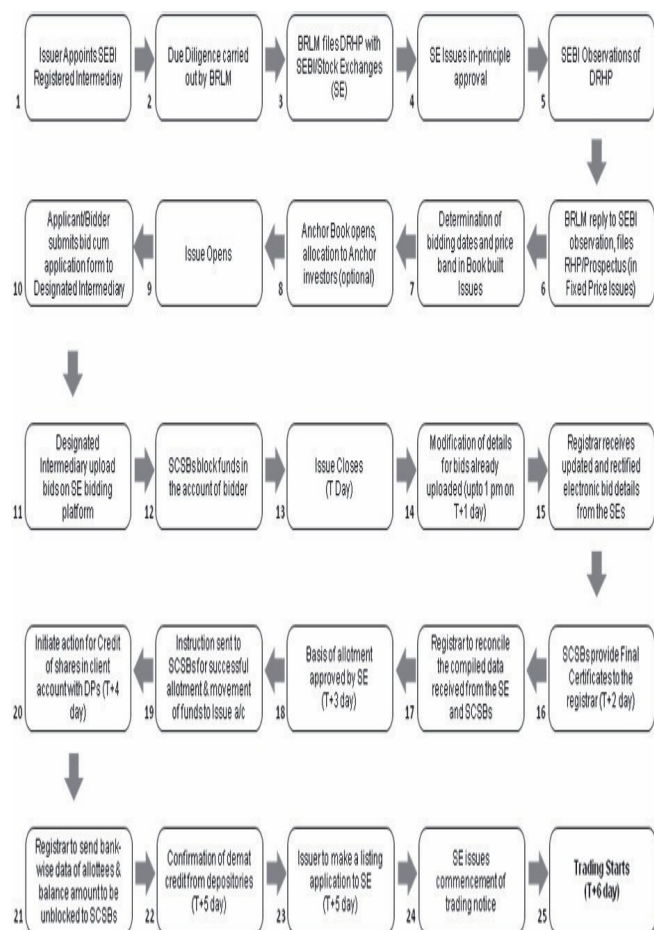 Issuer Appoints SEBI
Registered Intermediary
1
Due Diligence carried
out by BRLM
2
BRLM files DRHP with
SEBI/Stock Exchanges
(SE)
3
SE Issues in-principle
approval
4
SEBI Observations of
DRHP
5
BRLM reply to SEBI
observation, files
RHP/Prospectus (in
Fixed Price Issues)
6
Determination of
bidding dates and price
band in Book built
Issues
7
Anchor Book opens,
allocation to Anchor
investors (optional)
8
Issue Opens
9
Applicant/Bidder
submits bid cum
application form to
Designated Intermediary
10
Designated
Intermediary upload
bids on SE bidding
platform
11
SCSBs block funds in
the account of bidder
12
Issue Closes
(T Day)
13
Modification of details
for bids already
uploaded (upto 1 pm on
T+1 day)
14
Registrar receives
updated and rectified
electronic bid details
from the SEs
15
SCSBs provide Final
Certificates to the
registrar (T+2 day)
16
Registrar to reconcile
the compiled data
received from the SE
and SCSBs
17
Basis of allotment
approved by SE
(T+3 day)
18
Instruction sent to
SCSBs for successful
allotment & movement
of funds to Issue a/c
19
Initiate action for Credit
of shares in client
account with DPs (T+4
day)
20
Registrar to send bank-
wise data of allottees &
balance amount to be
unblocked to SCSBs
21
Confirmation of demat
credit from depositories
(T+5 day)
22
Issuer to make a listing
application to SE
(T+5 day)
23
SE issues
commencement of
trading notice
24
Trading Starts
(T+6 day)
25